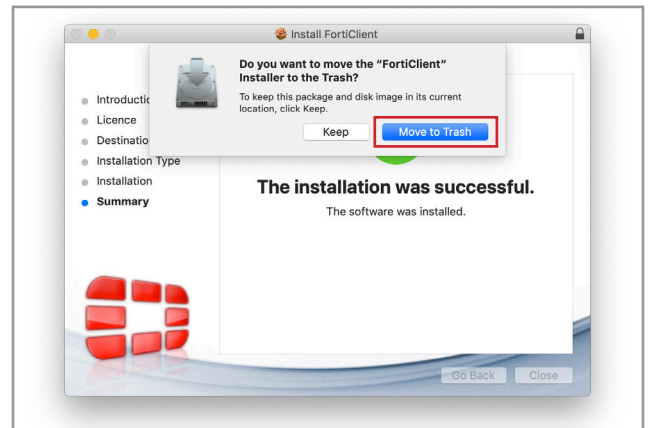 Install FortiClient
Do you want to move the “FortiClient”
Installer to the Trash?
To keep this package and disk image in its current
location, click Keep.
Keep
Move to Trash
Introductio
Licence
Destinatio
Installation Type
Installation
Summary
The installation was successful.
The software was installed.
Go Back
Close